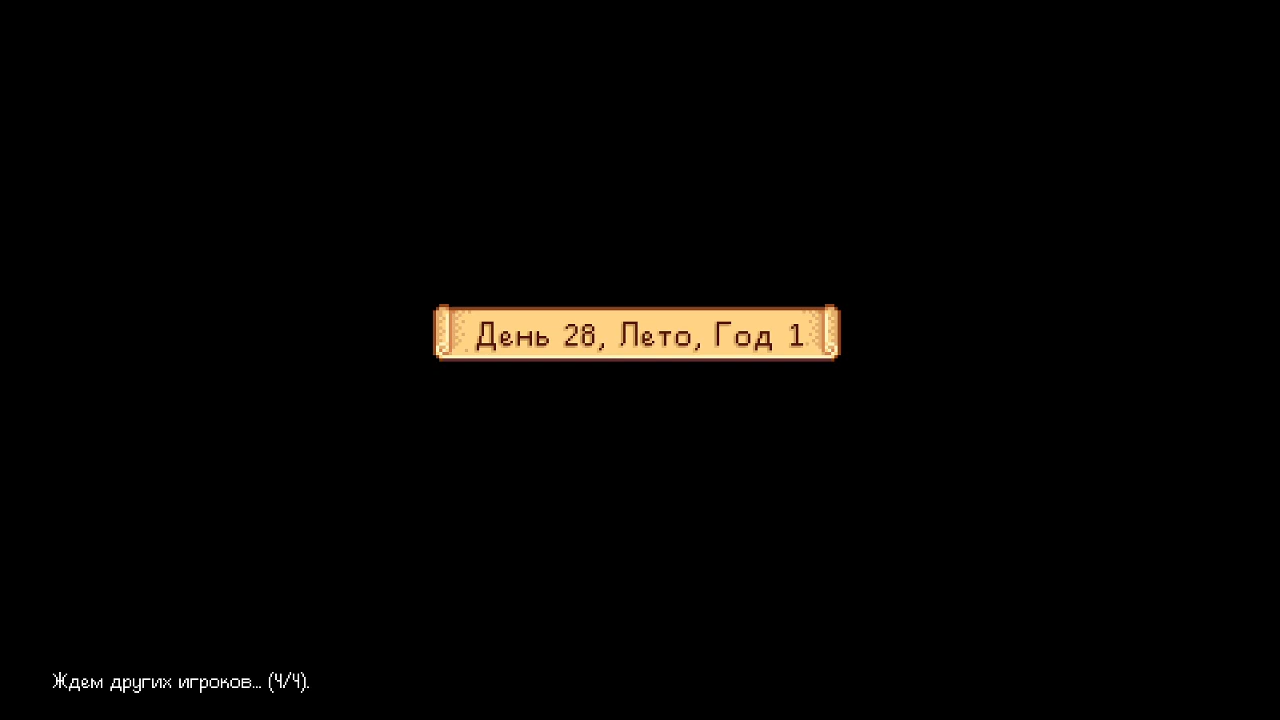 День 28, Лето, Год 1
Ждем других игроков... (4/4).